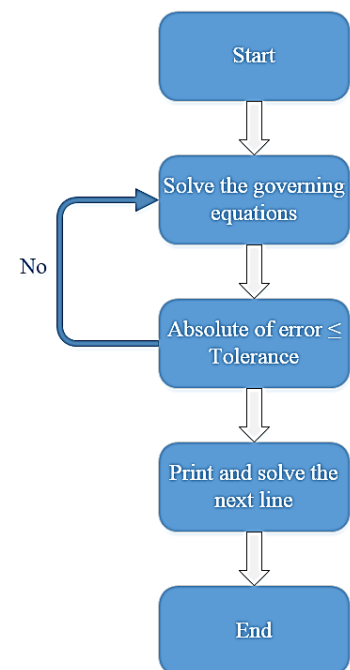 Start
Solve the governing
equations
No
Absolute of error ≤
Tolerance
Print and solve the
next line
End